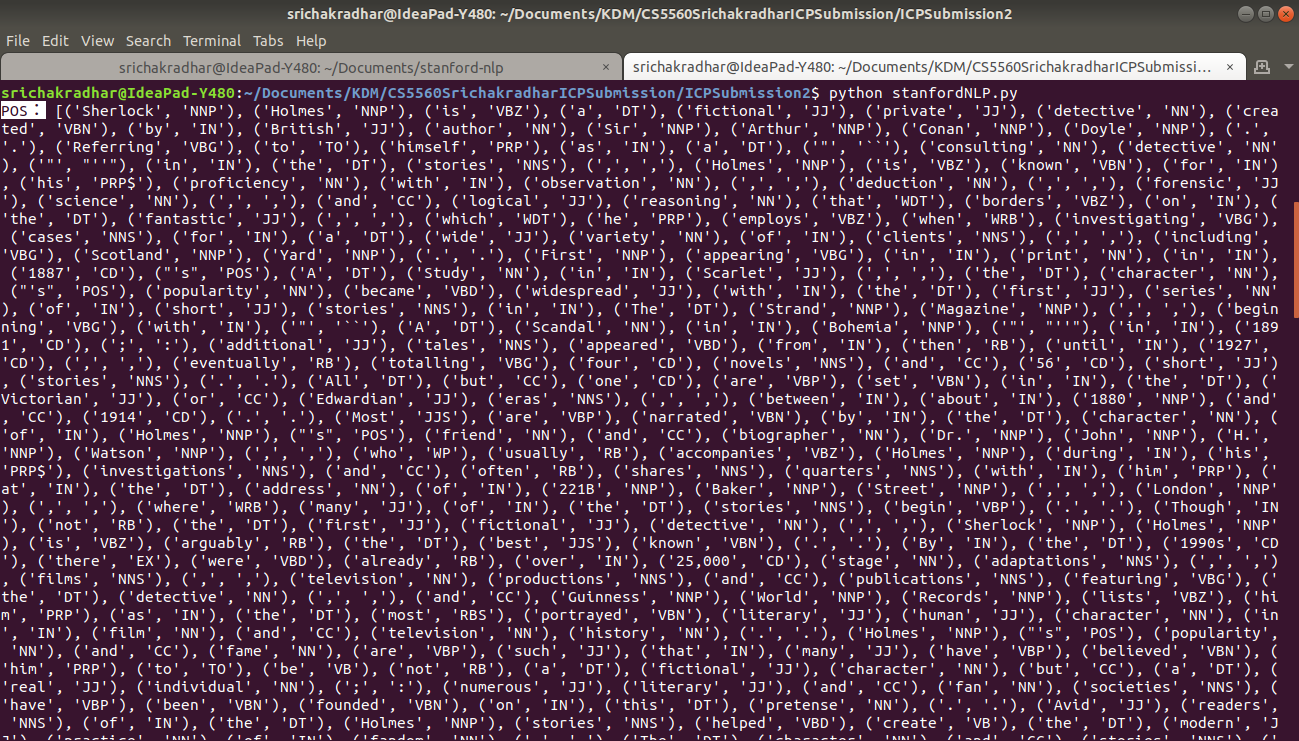 srichakradhar@IdeaPad-Y480: ~/Documents/KDM/CS5560SrichakradharICPSubmission/ICPSubmission2
File Edit View Search Terminal Tabs Help
srichakradhar@IdeaPad-Y480: ~/Documents/stanford-nlp × srichakradhar@IdeaPad-Y480: ~/Documents/KDM/CS5560SrichakradharICPSubmissi... ×
srichakradhar@IdeaPad-Y480:~/Documents/KDM/CS5560SrichakradharICPSubmission/ICPSubmission2$ python stanfordNLP.py
POS: [('Sherlock', 'NNP'), ('Holmes', 'NNP'), ('is', 'VBZ'), ('a', 'DT'), ('fictional', 'JJ'), ('private', 'JJ'), ('detective', 'NN'), ('crea
ted', 'VBN'), ('by', 'IN'), ('British', 'JJ'), ('author', 'NN'), ('Sir', 'NNP'), ('Arthur', 'NNP'), ('Conan', 'NNP'), ('Doyle', 'NNP'), ('.',
'.'), ('Referring', 'VBG'), ('to', 'TO'), ('himself', 'PRP'), ('as', 'IN'), ('a', 'DT'), ('"', '``'), ('consulting', 'NN'), ('detective', 'NN'
), ('"', "''"), ('in', 'IN'), ('the', 'DT'), ('stories', 'NNS'), (',', ','), ('Holmes', 'NNP'), ('is', 'VBZ'), ('known', 'VBN'), ('for', 'IN')
, ('his', 'PRP$'), ('proficiency', 'NN'), ('with', 'IN'), ('observation', 'NN'), (',', ','), ('deduction', 'NN'), (',', ','), ('forensic', 'JJ
'), ('science', 'NN'), (',', ','), ('and', 'CC'), ('logical', 'JJ'), ('reasoning', 'NN'), ('that', 'WDT'), ('borders', 'VBZ'), ('on', 'IN'), (
'the', 'DT'), ('fantastic', 'JJ'), (',', ','), ('which', 'WDT'), ('he', 'PRP'), ('employs', 'VBZ'), ('when', 'WRB'), ('investigating', 'VBG'),
('cases', 'NNS'), ('for', 'IN'), ('a', 'DT'), ('wide', 'JJ'), ('variety', 'NN'), ('of', 'IN'), ('clients', 'NNS'), (',', ','), ('including',
'VBG'), ('Scotland', 'NNP'), ('Yard', 'NNP'), ('.', '.'), ('First', 'NNP'), ('appearing', 'VBG'), ('in', 'IN'), ('print', 'NN'), ('in', 'IN'),
('1887', 'CD'), ("'s", 'POS'), ('A', 'DT'), ('Study', 'NN'), ('in', 'IN'), ('Scarlet', 'JJ'), (',', ','), ('the', 'DT'), ('character', 'NN'),
("'s", 'POS'), ('popularity', 'NN'), ('became', 'VBD'), ('widespread', 'JJ'), ('with', 'IN'), ('the', 'DT'), ('first', 'JJ'), ('series', 'NN'
), ('of', 'IN'), ('short', 'JJ'), ('stories', 'NNS'), ('in', 'IN'), ('The', 'DT'), ('Strand', 'NNP'), ('Magazine', 'NNP'), (',', ','), ('begin
ning', 'VBG'), ('with', 'IN'), ('"', '``'), ('A', 'DT'), ('Scandal', 'NN'), ('in', 'IN'), ('Bohemia', 'NNP'), ('"', "''"), ('in', 'IN'), ('189
1', 'CD'), (';', ':'), ('additional', 'JJ'), ('tales', 'NNS'), ('appeared', 'VBD'), ('from', 'IN'), ('then', 'RB'), ('until', 'IN'), ('1927',
'CD'), (',', ','), ('eventually', 'RB'), ('totalling', 'VBG'), ('four', 'CD'), ('novels', 'NNS'), ('and', 'CC'), ('56', 'CD'), ('short', 'JJ')
, ('stories', 'NNS'), ('.', '.'), ('All', 'DT'), ('but', 'CC'), ('one', 'CD'), ('are', 'VBP'), ('set', 'VBN'), ('in', 'IN'), ('the', 'DT'), ('
Victorian', 'JJ'), ('or', 'CC'), ('Edwardian', 'JJ'), ('eras', 'NNS'), (',', ','), ('between', 'IN'), ('about', 'IN'), ('1880', 'NNP'), ('and'
, 'CC'), ('1914', 'CD'), ('.', '.'), ('Most', 'JJS'), ('are', 'VBP'), ('narrated', 'VBN'), ('by', 'IN'), ('the', 'DT'), ('character', 'NN'), (
'of', 'IN'), ('Holmes', 'NNP'), ("'s", 'POS'), ('friend', 'NN'), ('and', 'CC'), ('biographer', 'NN'), ('Dr.', 'NNP'), ('John', 'NNP'), ('H.',
'NNP'), ('Watson', 'NNP'), (',', ','), ('who', 'WP'), ('usually', 'RB'), ('accompanies', 'VBZ'), ('Holmes', 'NNP'), ('during', 'IN'), ('his',
'PRP$'), ('investigations', 'NNS'), ('and', 'CC'), ('often', 'RB'), ('shares', 'NNS'), ('quarters', 'NNS'), ('with', 'IN'), ('him', 'PRP'), ('
at', 'IN'), ('the', 'DT'), ('address', 'NN'), ('of', 'IN'), ('221B', 'NNP'), ('Baker', 'NNP'), ('Street', 'NNP'), (',', ','), ('London', 'NNP'
), (',', ','), ('where', 'WRB'), ('many', 'JJ'), ('of', 'IN'), ('the', 'DT'), ('stories', 'NNS'), ('begin', 'VBP'), ('.', '.'), ('Though', 'IN
'), ('not', 'RB'), ('the', 'DT'), ('first', 'JJ'), ('fictional', 'JJ'), ('detective', 'NN'), (',', ','), ('Sherlock', 'NNP'), ('Holmes', 'NNP'
), ('is', 'VBZ'), ('arguably', 'RB'), ('the', 'DT'), ('best', 'JJS'), ('known', 'VBN'), ('.', '.'), ('By', 'IN'), ('the', 'DT'), ('1990s', 'CD
'), ('there', 'EX'), ('were', 'VBD'), ('already', 'RB'), ('over', 'IN'), ('25,000', 'CD'), ('stage', 'NN'), ('adaptations', 'NNS'), (',', ',')
, ('films', 'NNS'), (',', ','), ('television', 'NN'), ('productions', 'NNS'), ('and', 'CC'), ('publications', 'NNS'), ('featuring', 'VBG'), ('
the', 'DT'), ('detective', 'NN'), (',', ','), ('and', 'CC'), ('Guinness', 'NNP'), ('World', 'NNP'), ('Records', 'NNP'), ('lists', 'VBZ'), ('hi
m', 'PRP'), ('as', 'IN'), ('the', 'DT'), ('most', 'RBS'), ('portrayed', 'VBN'), ('literary', 'JJ'), ('human', 'JJ'), ('character', 'NN'), ('in
', 'IN'), ('film', 'NN'), ('and', 'CC'), ('television', 'NN'), ('history', 'NN'), ('.', '.'), ('Holmes', 'NNP'), ("'s", 'POS'), ('popularity',
'NN'), ('and', 'CC'), ('fame', 'NN'), ('are', 'VBP'), ('such', 'JJ'), ('that', 'IN'), ('many', 'JJ'), ('have', 'VBP'), ('believed', 'VBN'), (
'him', 'PRP'), ('to', 'TO'), ('be', 'VB'), ('not', 'RB'), ('a', 'DT'), ('fictional', 'JJ'), ('character', 'NN'), ('but', 'CC'), ('a', 'DT'), (
'real', 'JJ'), ('individual', 'NN'), (';', ':'), ('numerous', 'JJ'), ('literary', 'JJ'), ('and', 'CC'), ('fan', 'NN'), ('societies', 'NNS'), (
'have', 'VBP'), ('been', 'VBN'), ('founded', 'VBN'), ('on', 'IN'), ('this', 'DT'), ('pretense', 'NN'), ('.', '.'), ('Avid', 'JJ'), ('readers',
'NNS'), ('of', 'IN'), ('the', 'DT'), ('Holmes', 'NNP'), ('stories', 'NNS'), ('helped', 'VBD'), ('create', 'VB'), ('the', 'DT'), ('modern', 'J
J'), ('practice', 'NN'), ('of', 'IN'), ('fandom', 'NN'), ('.', '.'), ('The', 'DT'), ('character', 'NN'), ('and', 'CC'), ('stories', 'NNS'), ('